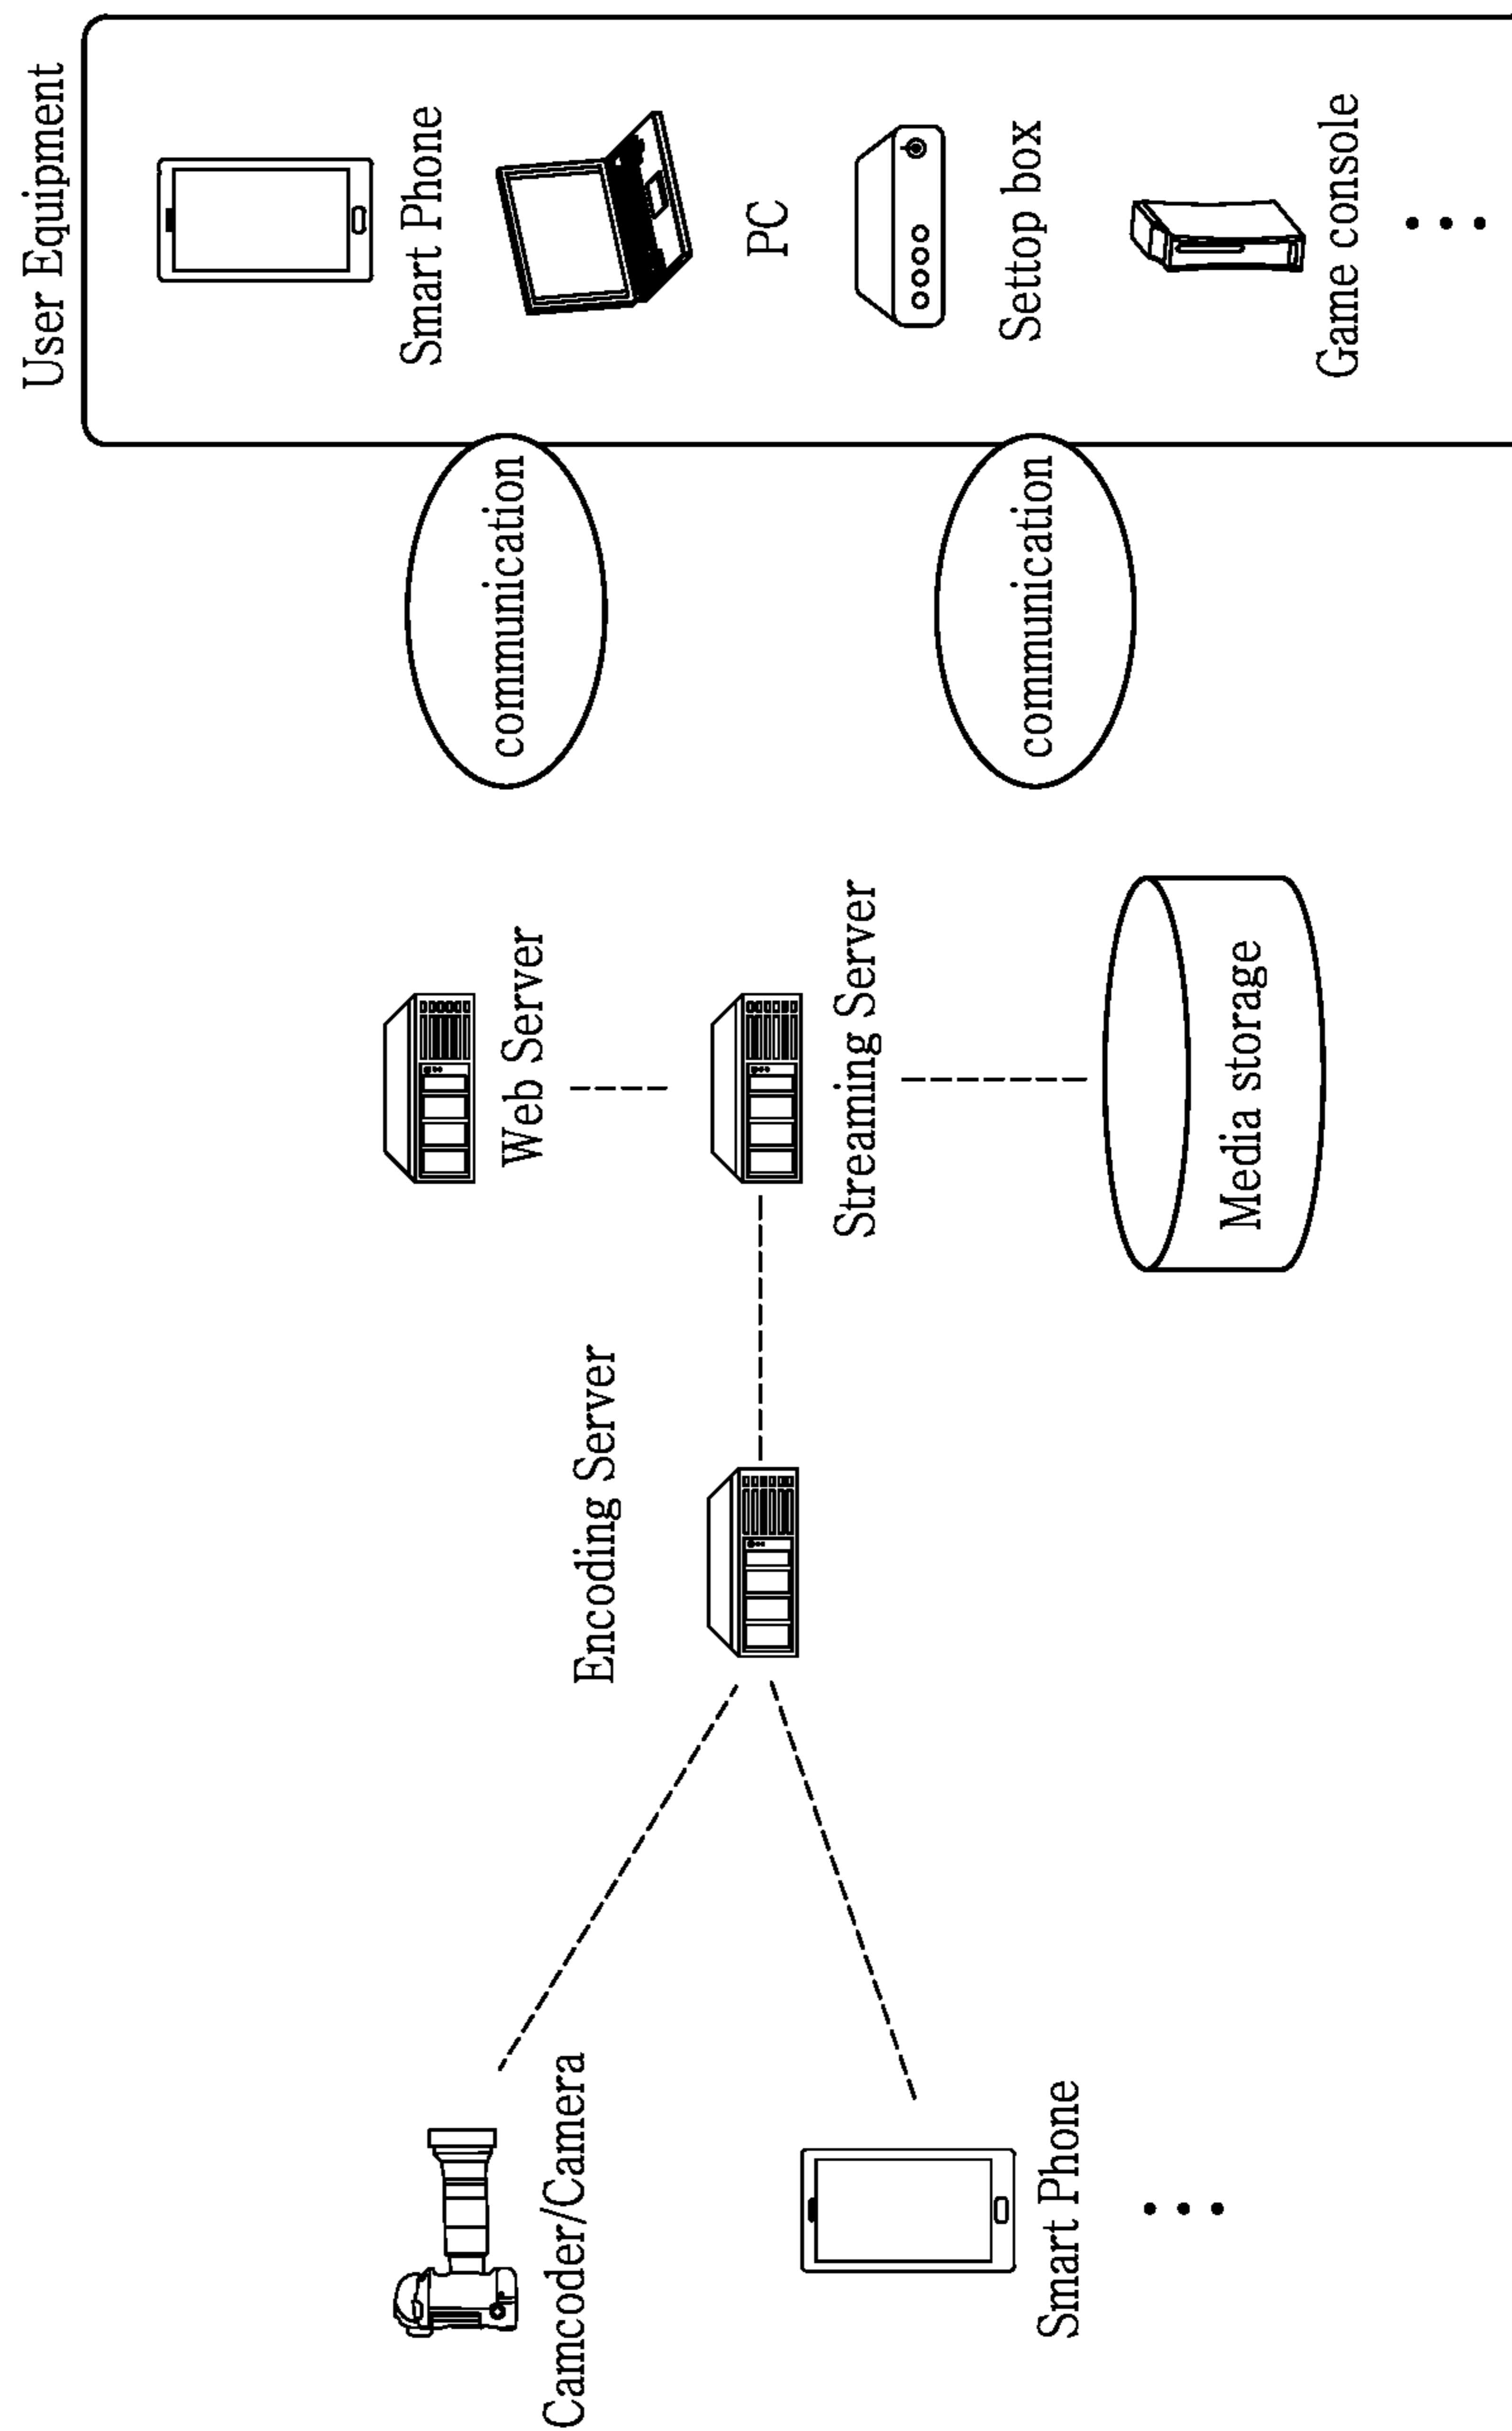 Camcoder/Camera
Smart Phone
Encoding Server
Web Server
Streaming Server
Media storage
communication
communication
User Equipment
Smart Phone
PC
Settop box
Game console